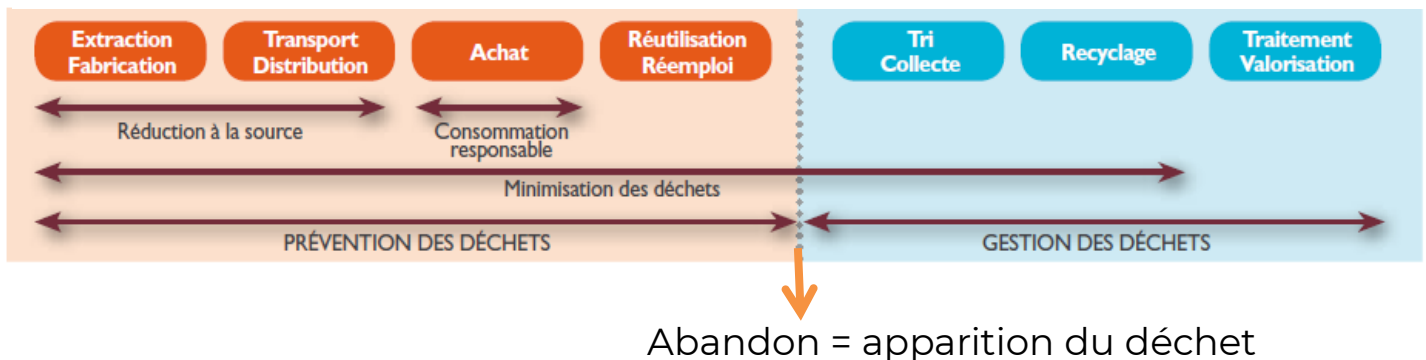 Extraction
Fabrication
Transport
Distribution
Achat
Réutilisation
Réemploi
Tri
Collecte
Recyclage
Traitement
Valorisation
Réduction à la source
Consommation
responsable
Minimisation des déchets
PRÉVENTION DES DÉCHETS
GESTION DES DÉCHETS
Abandon = apparition du déchet